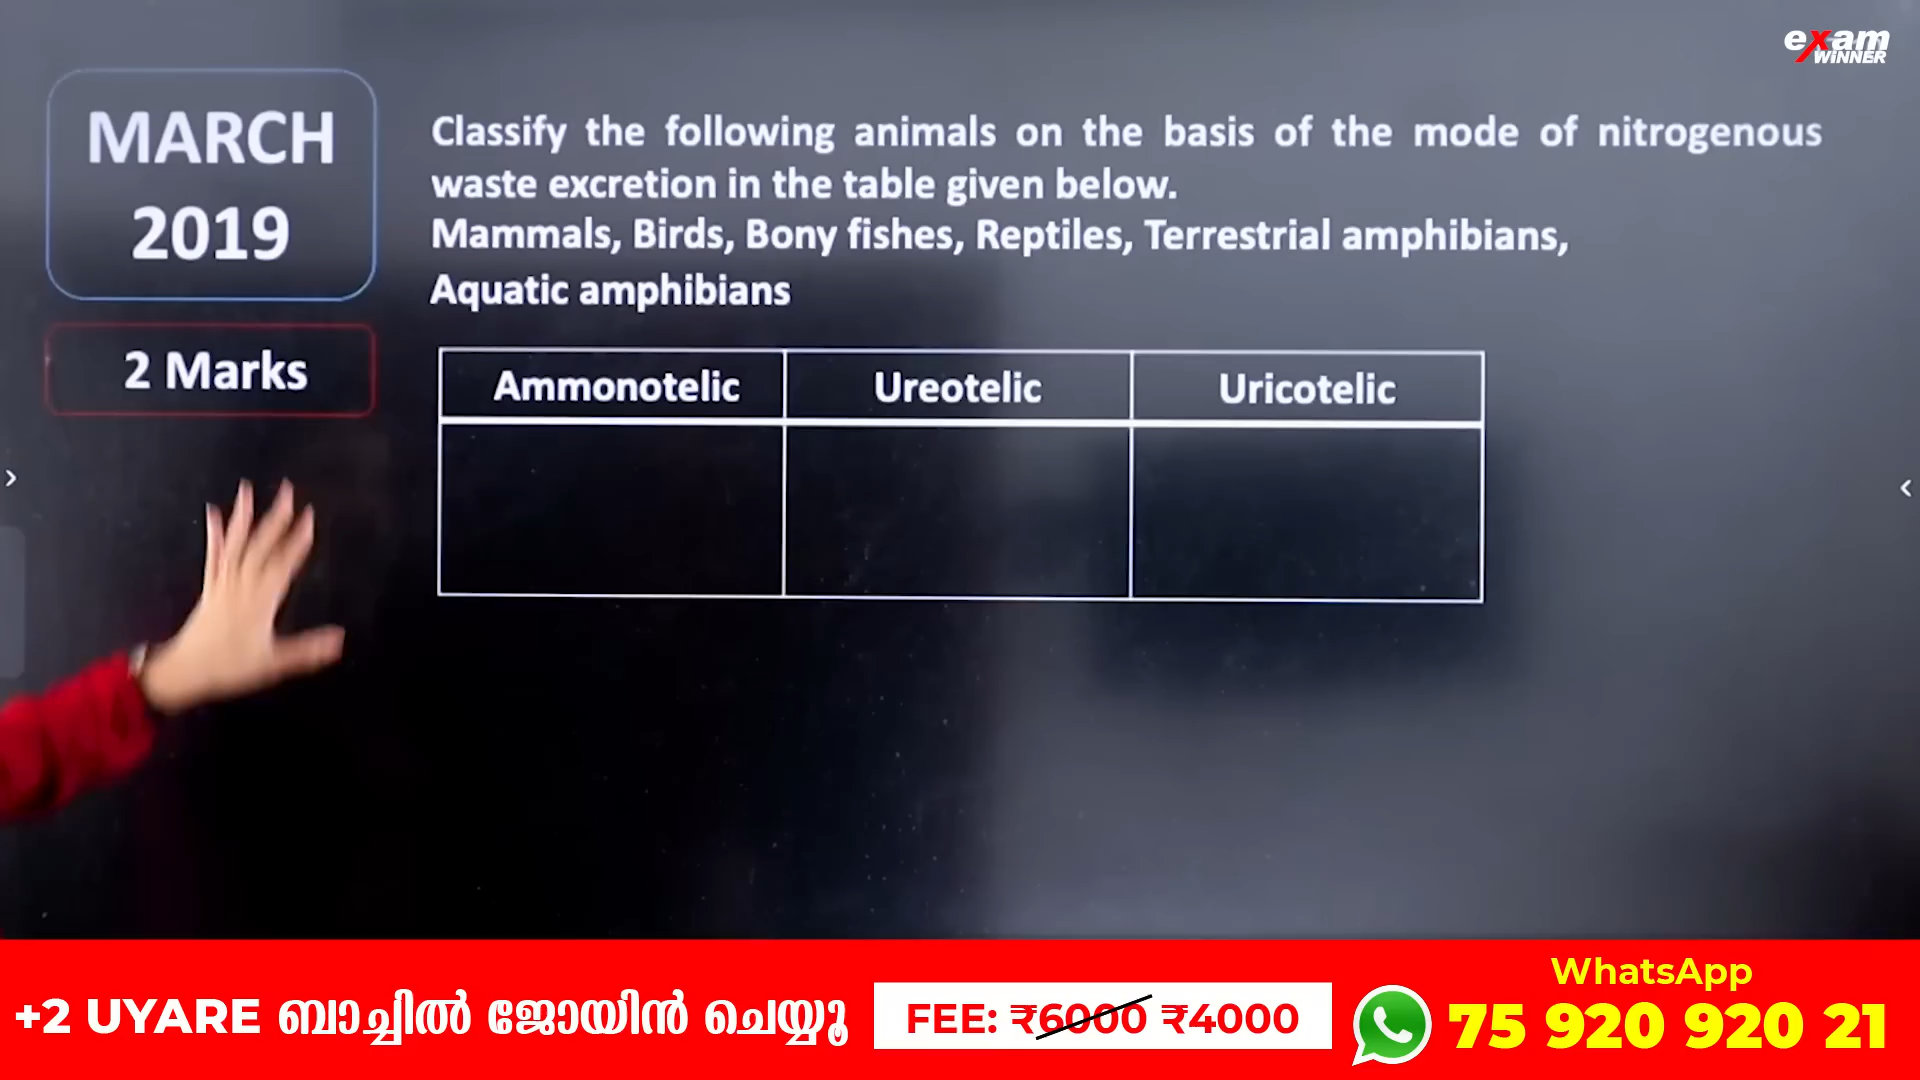 exam
WINNER
MARCH
2019
2 Marks
Classify the following animals on the basis of the mode of nitrogenous
waste excretion in the table given below.
Mammals, Birds, Bony fishes, Reptiles, Terrestrial amphibians,
Aquatic amphibians
Ammonotelic Ureotelic Uricotelic
+2 UYARE ബാച്ചിൽ ജോയിൻ ചെയ്യൂ
FEE: ₹6000 ₹4000
WhatsApp
75 920 920 21